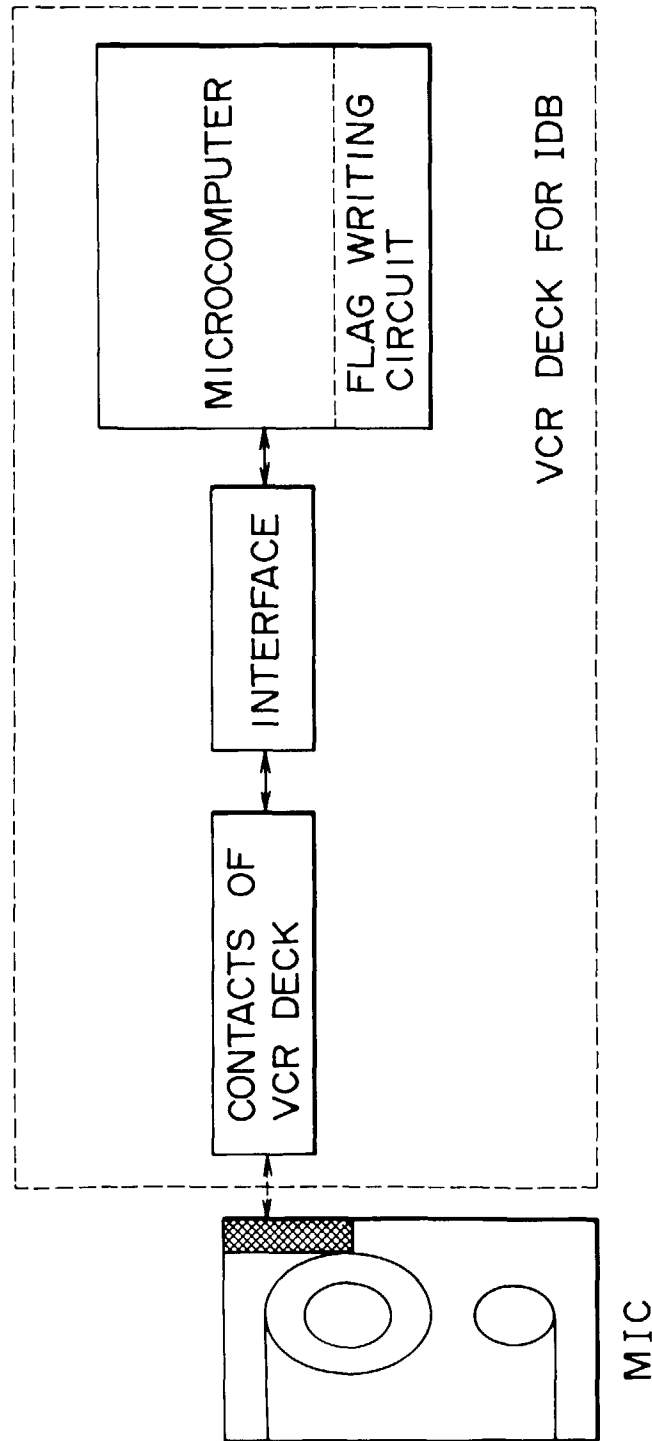 MIC
CONTACTS OF
VCR DECK
INTERFACE
MICROCOMPUTER
FLAG WRITING
CIRCUIT
VCR DECK FOR IDB